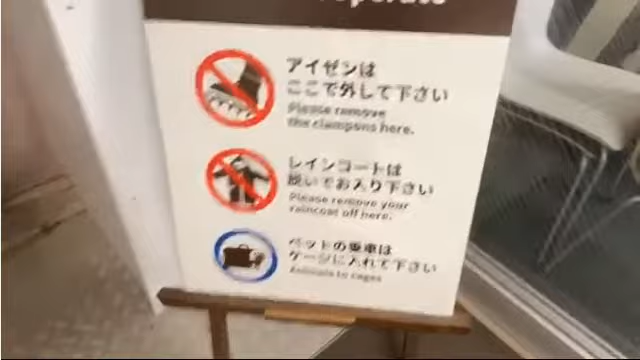 operate
アイゼンは
ここで外して下さい
Please remove
the clampons here.
レインコートは
脱いでお入り下さい
Please remove your
raincoat off here.
ペットの乗車は
ケージに入れて下さい
Animals to cages